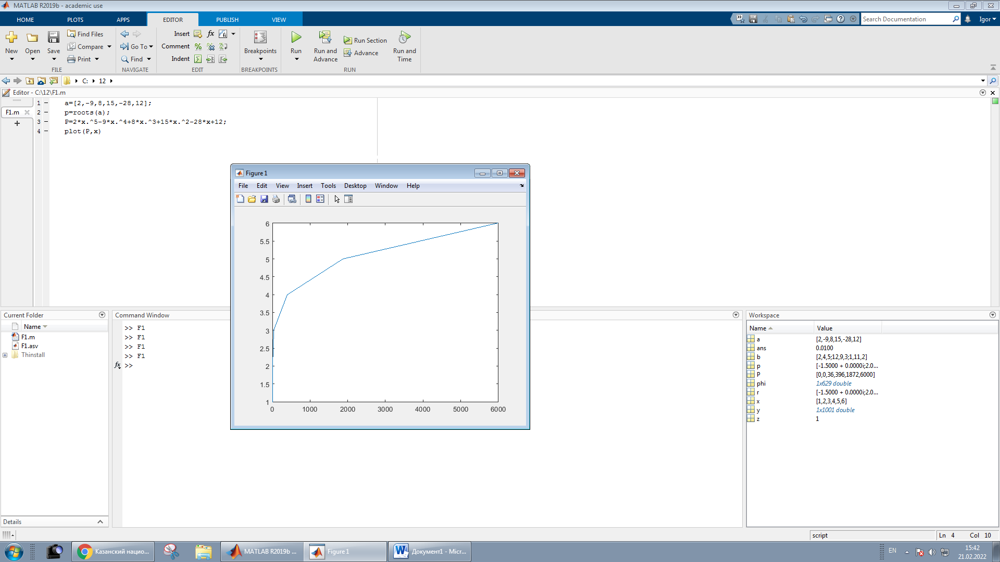 MATLAB R2019b - academic use
HOME PLOTS APPS EDITOR PUBLISH VIEW
Search Documentation Igor
New Open Save Find Files Compare Print
FILE
Go To Find
NAVIGATE
Insert fx
Comment
Indent
EDIT
Breakpoints
BREAKPOINTS
Run Run and Advance Run Section Advance Run and Time
RUN
C: 12
Editor - C:\12\F1.m
F1.m
+
1 a=[2,-9,8,15,-28,12];
2 p=roots(a);
3 P=2*x.^5-9*x.^4+8*x.^3+15*x.^2-28*x+12;
4 plot(P,x)
Figure 1
File Edit View Insert Tools Desktop Window Help
6
5.5
5
4.5
4
3.5
3
2.5
2
1.5
1
0 1000 2000 3000 4000 5000 6000
Current Folder
Name
F1.m
F1.asv
Thinstall
Details
Command Window
>> F1
>> F1
>> F1
>> F1
fx >>
Workspace
Name Value
a [2,-9,8,15,-28,12]
ans 0.0100
b [2,4,5;12,9,3;1,11,2]
p [-1.5000 + 0.0000i;2.0...
P [0,0,36,396,1872,6000]
phi 1x629 double
r [-1.5000 + 0.0000i;2.0...
x [1,2,3,4,5,6]
y 1x1001 double
z 1
script Ln 4 Col 10
Казанский нацио...
MATLAB R2019b ...
Figure 1
Документ1 - Micr...
EN
15:42
21.02.2022